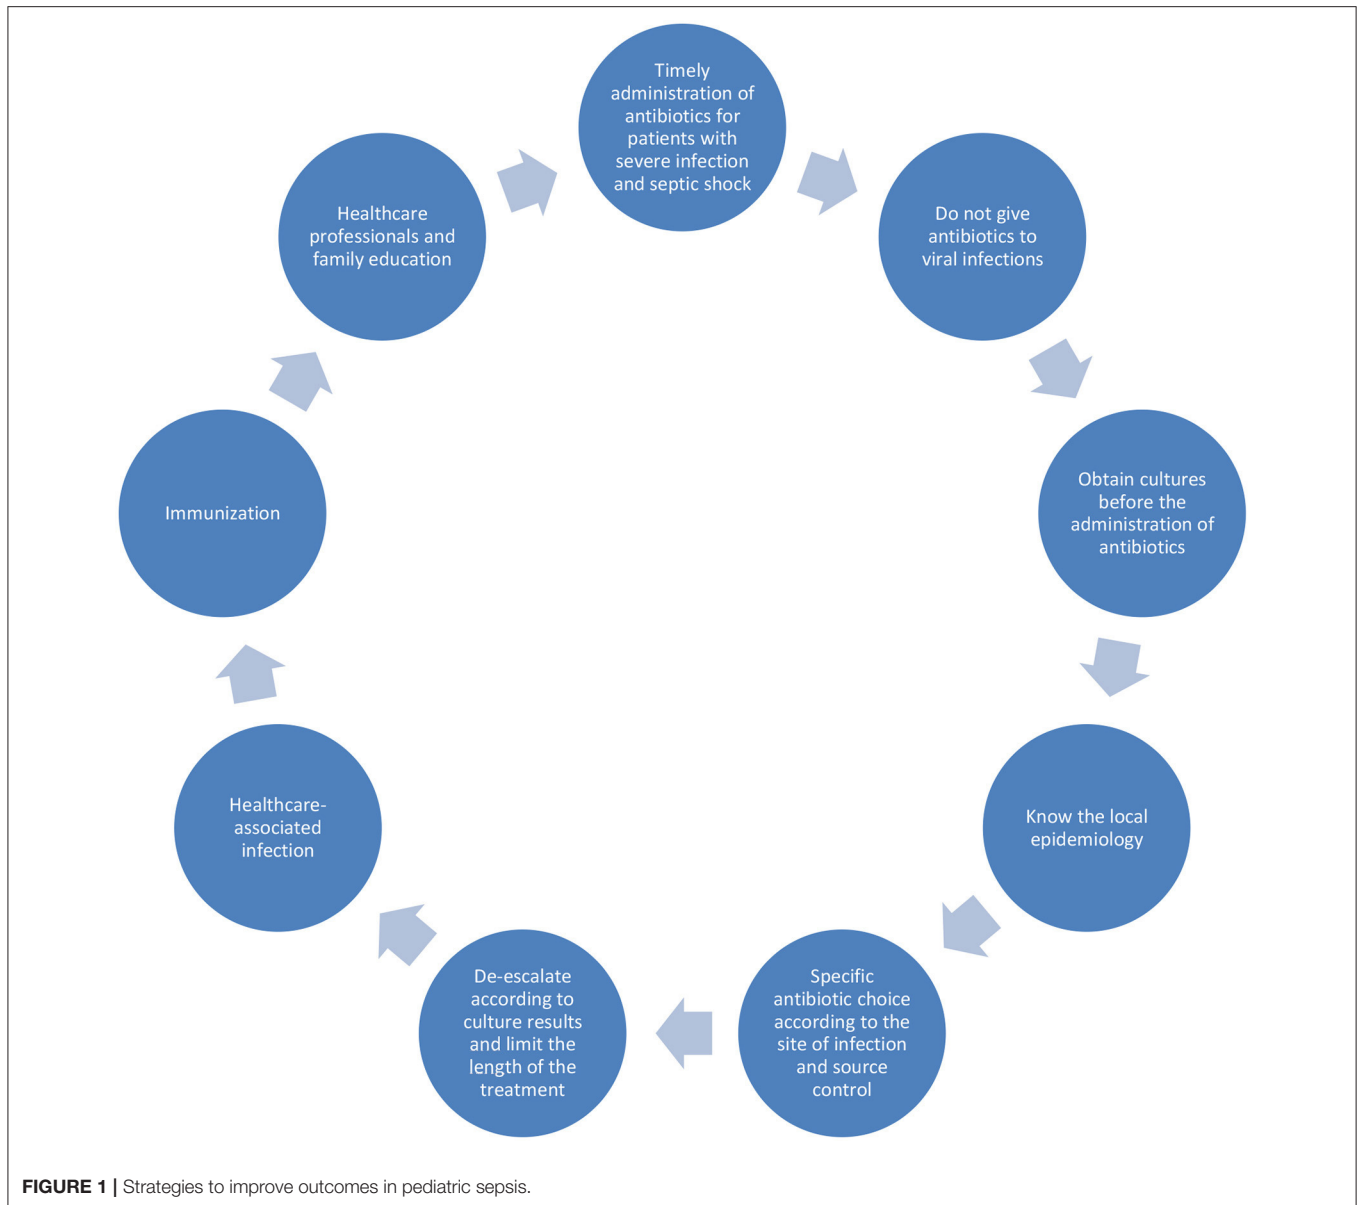 Timely
administration of
antibiotics for
patients with
severe infection
and septic shock
Do not give
antibiotics to
viral infections
Obtain cultures
before the
administration of
antibiotics
Know the local
epidemiology
Specific
antibiotic choice
according to the
site of infection
and source
control
De-escalate
according to
culture results
and limit the
length of the
treatment
Healthcare-
associated
infection
Immunization
Healthcare
professionals and
family education
FIGURE 1 | Strategies to improve outcomes in pediatric sepsis.